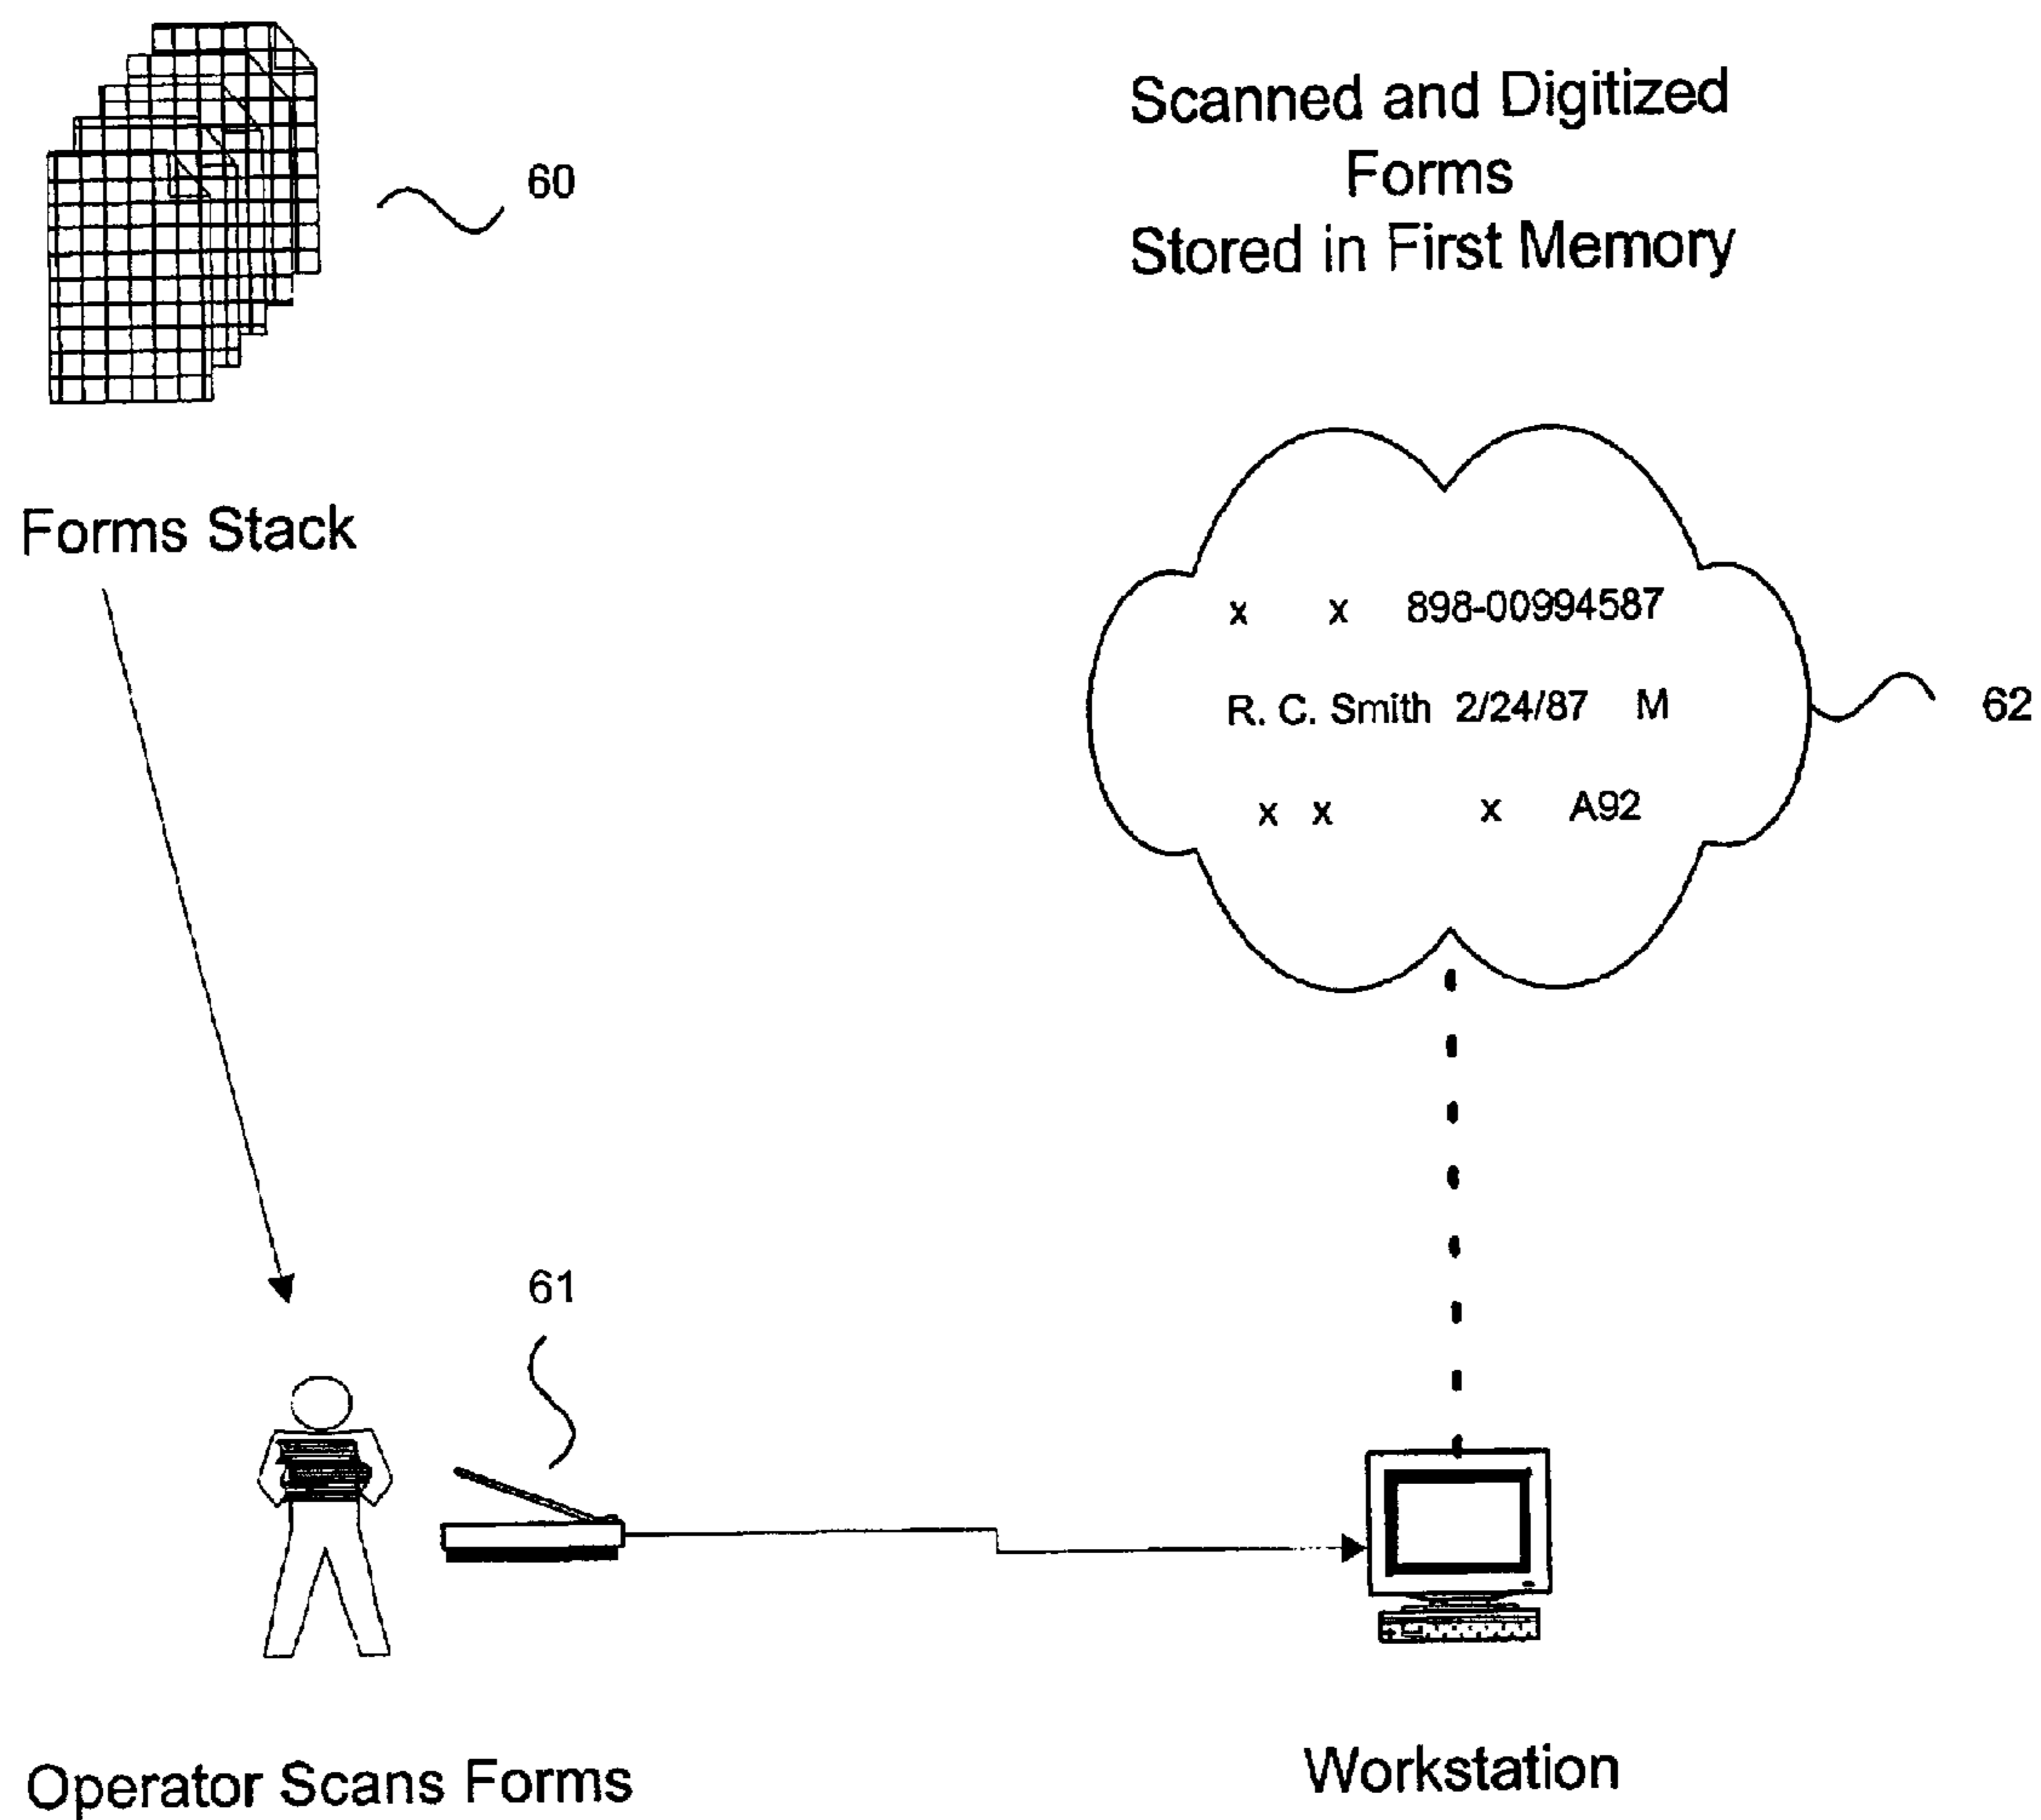 60
Scanned and Digitized
Forms
Stored in First Memory
Forms Stack
x x 898-00994587
R. C. Smith 2/24/87 M
62
x x x A92
61
Operator Scans Forms
Workstation